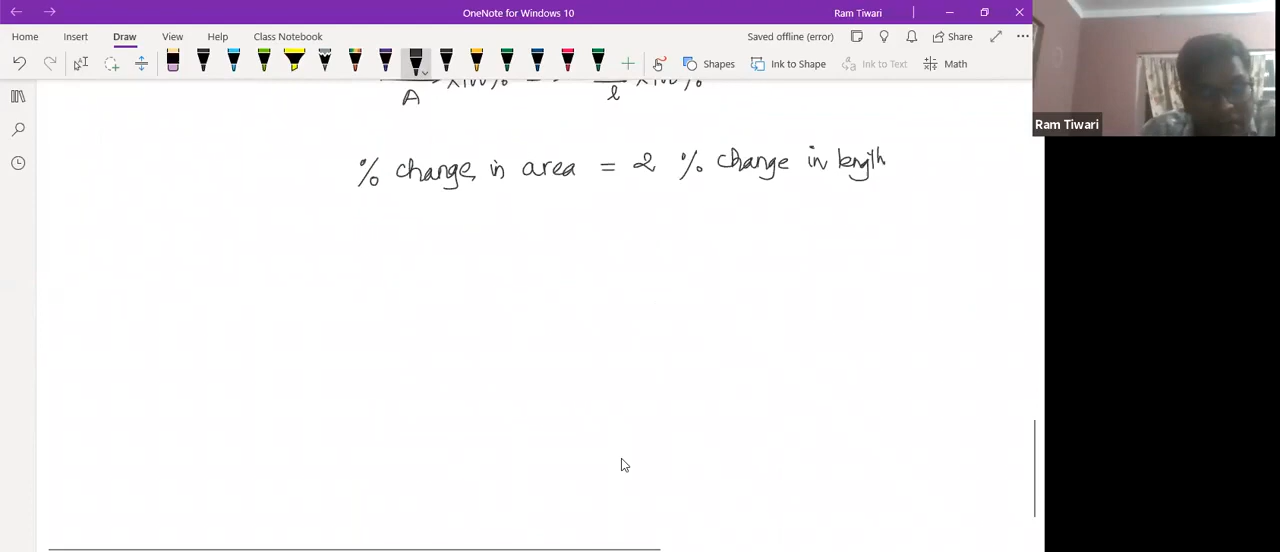 OneNote for Windows 10
Ram Tiwari
Home Insert Draw View Help Class Notebook
Saved offline (error)
Share
Shapes
Ink to Shape
Ink to Text
Math
A
l
% change in area = 2 % change in length
Ram Tiwari